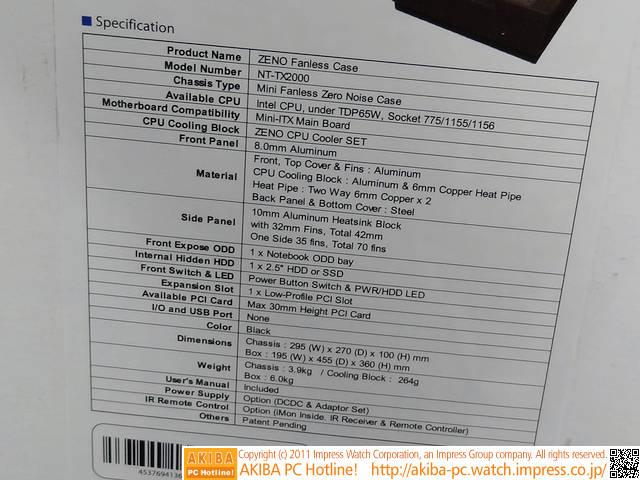 Specification
Product Name ZENO Fanless Case
Model Number NT-TX2000
Chassis Type Mini Fanless Zero Noise Case
Available CPU Intel CPU, under TDP65W, Socket 775/1155/1156
Motherboard Compatibility Mini-ITX Main Board
CPU Cooling Block ZENO CPU Cooler SET
Front Panel 8.0mm Aluminum
Material Front, Top Cover & Fins : Aluminum
CPU Cooling Block : Aluminum & 6mm Copper Heat Pipe
Heat Pipe : Two Way 6mm Copper x 2
Back Panel & Bottom Cover : Steel
Side Panel 10mm Aluminum Heatsink Block
with 32mm Fins, Total 42mm
One Side 35 fins, Total 70 fins
Front Expose ODD 1 x Notebook ODD bay
Internal Hidden HDD 1 x 2.5" HDD or SSD
Front Switch & LED Power Button Switch & PWR/HDD LED
Expansion Slot 1 x Low-Profile PCI Slot
Available PCI Card Max 30mm Height PCI Card
I/O and USB Port None
Color Black
Dimensions Chassis : 295 (W) x 270 (D) x 100 (H) mm
Box : 195 (W) x 455 (D) x 360 (H) mm
Weight Chassis : 3.9kg / Cooling Block : 264g
Box : 6.0kg
User's Manual Included
Power Supply Option (DCDC & Adaptor Set)
IR Remote Control Option (iMon Inside. IR Receiver & Remote Controller)
Others Patent Pending
AKIBA PC Hotline!
Copyright (c) 2011 Impress Watch Corporation, an Impress Group company. All rights reserved.
AKIBA PC Hotline! http://akiba-pc.watch.impress.co.jp/